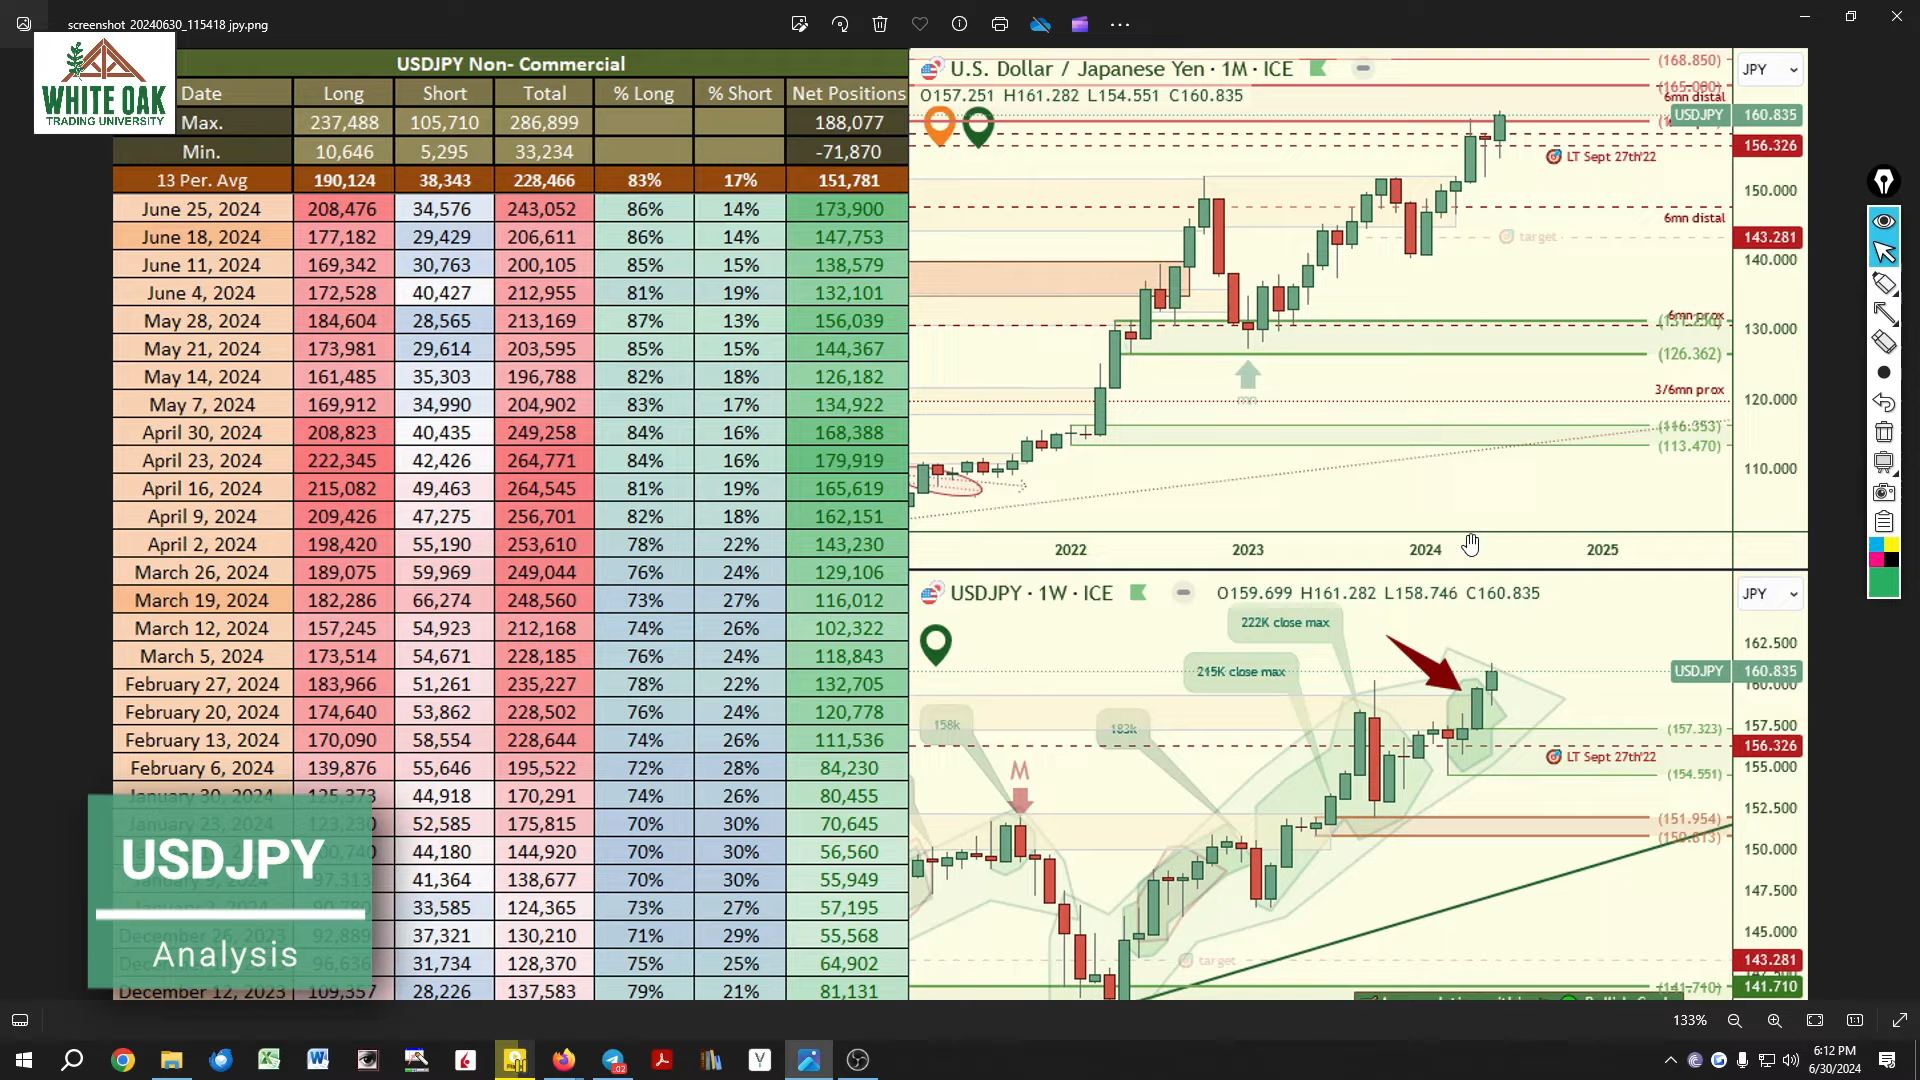 screenshot 20240630_115418 jpy.png
WHITE OAK
TRADING UNIVERSITY
USDJPY Non- Commercial
Date Long Short Total % Long % Short Net Positions
Max. 237,488 105,710 286,899 188,077
Min. 10,646 5,295 33,234 -71,870
13 Per. Avg 190,124 38,343 228,466 83% 17% 151,781
June 25, 2024 208,476 34,576 243,052 86% 14% 173,900
June 18, 2024 177,182 29,429 206,611 86% 14% 147,753
June 11, 2024 169,342 30,763 200,105 85% 15% 138,579
June 4, 2024 172,528 40,427 212,955 81% 19% 132,101
May 28, 2024 184,604 28,565 213,169 87% 13% 156,039
May 21, 2024 173,981 29,614 203,595 85% 15% 144,367
May 14, 2024 161,485 35,303 196,788 82% 18% 126,182
May 7, 2024 169,912 34,990 204,902 83% 17% 134,922
April 30, 2024 208,823 40,435 249,258 84% 16% 168,388
April 23, 2024 222,345 42,426 264,771 84% 16% 179,919
April 16, 2024 215,082 49,463 264,545 81% 19% 165,619
April 9, 2024 209,426 47,275 256,701 82% 18% 162,151
April 2, 2024 198,420 55,190 253,610 78% 22% 143,230
March 26, 2024 189,075 59,969 249,044 76% 24% 129,106
March 19, 2024 182,286 66,274 248,560 73% 27% 116,012
March 12, 2024 157,245 54,923 212,168 74% 26% 102,322
March 5, 2024 173,514 54,671 228,185 76% 24% 118,843
February 27, 2024 183,966 51,261 235,227 78% 22% 132,705
February 20, 2024 174,640 53,862 228,502 76% 24% 120,778
February 13, 2024 170,090 58,554 228,644 74% 26% 111,536
February 6, 2024 139,876 55,646 195,522 72% 28% 84,230
January 30, 2024 125,373 44,918 170,291 74% 26% 80,455
January 23, 2024 123,230 52,585 175,815 70% 30% 70,645
44,180 144,920 70% 30% 56,560
41,364 138,677 70% 30% 55,949
33,585 124,365 73% 27% 57,195
37,321 130,210 71% 29% 55,568
31,734 128,370 75% 25% 64,902
December 12, 2023 109,357 28,226 137,583 79% 21% 81,131
USDJPY
Analysis
U.S. Dollar / Japanese Yen · 1M · ICE
O157.251 H161.282 L154.551 C160.835
JPY
(168.850)
(165.000)
6mn distal
USDJPY 160.835
156.326
LT Sept 27th'22
150.000
6mn distal
target
143.281
140.000
130.000
6mn prox
(126.362)
mn
3/6mn prox
120.000
(116.353)
(113.470)
110.000
2022 2023 2024 2025
USDJPY · 1W · ICE
O159.699 H161.282 L158.746 C160.835
JPY
222K close max
215K close max
162.500
USDJPY 160.835
160.000
158k
183k
157.500
(157.323)
156.326
LT Sept 27th'22
155.000
(154.551)
M
152.500
(151.954)
(150.813)
150.000
147.500
145.000
target
143.281
(141.710)
141.710
133%
1:1
02
6:12 PM
6/30/2024